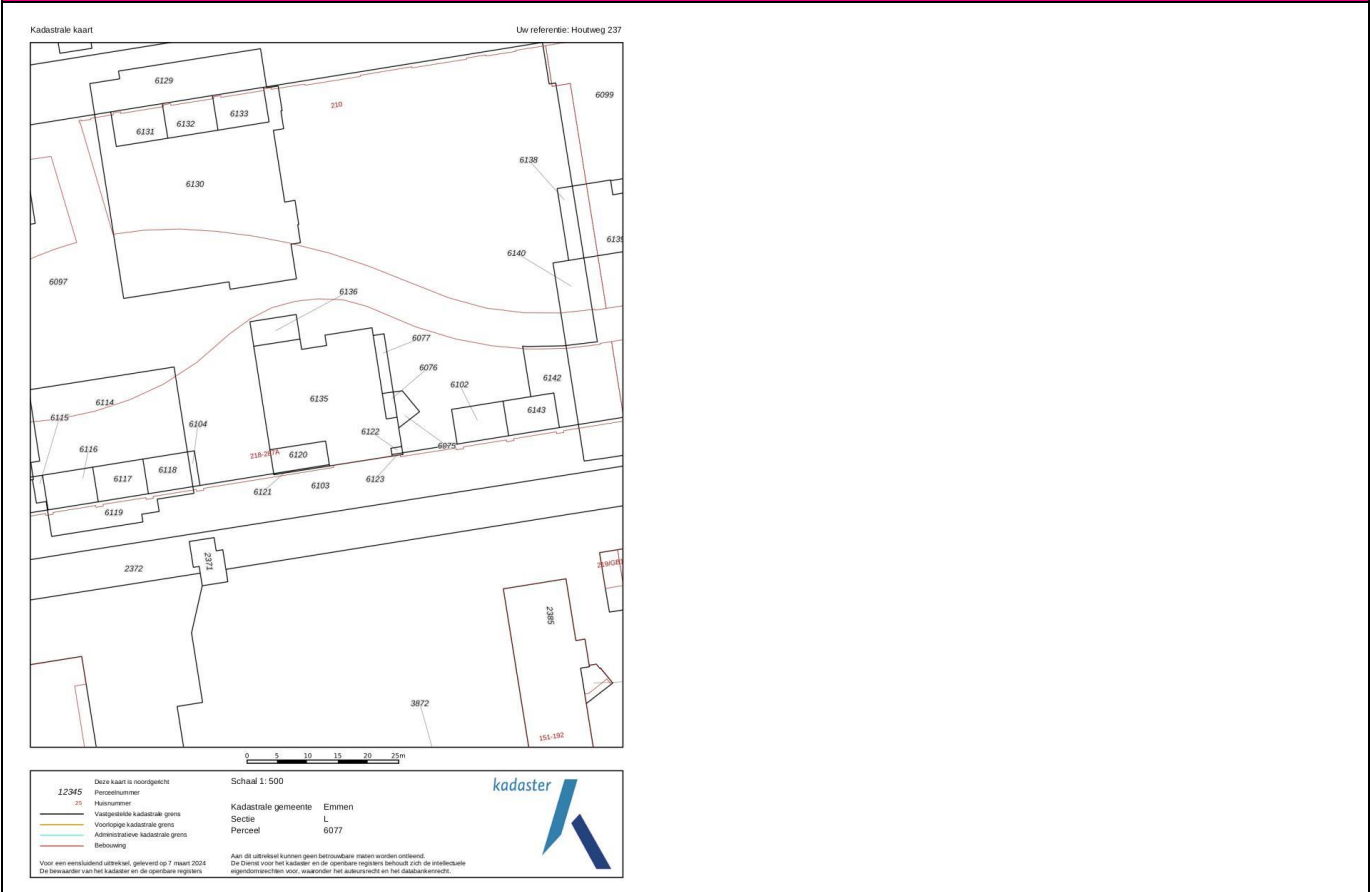 Kadastrale kaart
Uw referentie: Houtweg 237
6129
6099
6133
210
6132
6131
6138
6130
6139
6140
6097
6136
6077
6076
6142
6102
6135
6114
6143
6115
6104
6122
6075
6116
218-287A
6120
6118
6117
6123
6103
6121
6119
2371
2372
219/GB1
2385
3872
151-192
0 5 10 15 20 25m
Deze kaart is noordgericht
12345 Perceelnummer
25 Huisnummer
Vastgestelde kadastrale grens
Voorlopige kadastrale grens
Administratieve kadastrale grens
Bebouwing
Voor een eensluidend uittreksel, geleverd op 7 maart 2024
De bewaarder van het kadaster en de openbare registers
Schaal 1: 500
Kadastrale gemeente Emmen
Sectie L
Perceel 6077
Aan dit uittreksel kunnen geen betrouwbare maten worden ontleend.
De Dienst voor het kadaster en de openbare registers behoudt zich de intellectuele
eigendomsrechten voor, waaronder het auteursrecht en het databankenrecht.
kadaster